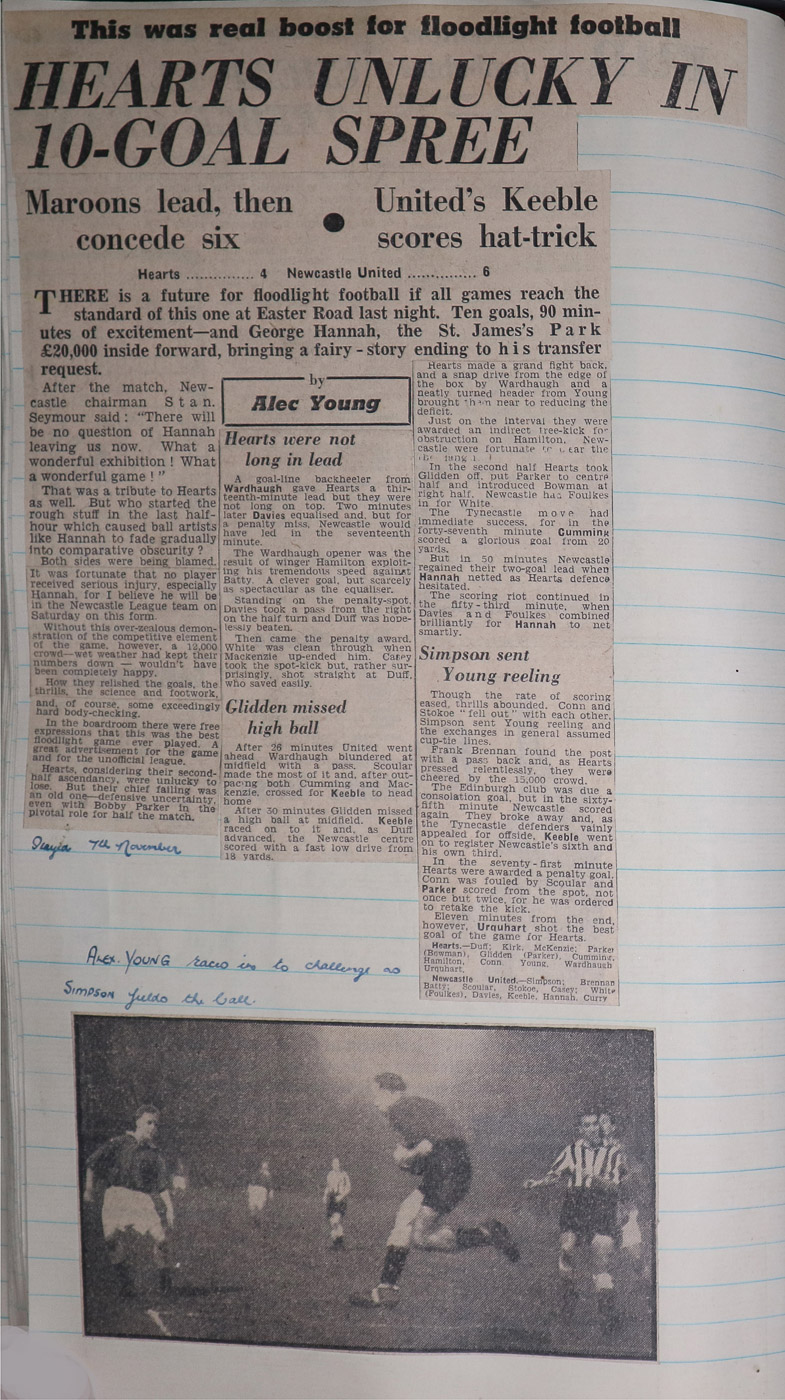 This was real boost for floodlight football
HEARTS UNLUCKY IN
10-GOAL SPREE
Maroons lead, then
concede six
●
United's Keeble
scores hat-trick
Hearts ............... 4 Newcastle United ............... 6
THERE is a future for floodlight football if all games reach the
standard of this one at Easter Road last night. Ten goals, 90 min-
utes of excitement—and George Hannah, the St. James's Park
£20,000 inside forward, bringing a fairy-story ending to his transfer
request.
After the match, New-
castle chairman Stan.
Seymour said: "There will
be no question of Hannah
leaving us now. What a
wonderful exhibition! What
a wonderful game!"
That was a tribute to Hearts
as well. But who started the
rough stuff in the last half-
hour which caused ball artists
like Hannah to fade gradually
into comparative obscurity?
Both sides were being blamed.
It was fortunate that no player
received serious injury, especially
Hannah, for I believe he will be
in the Newcastle League team on
Saturday on this form.
Without this over-zealous demon-
stration of the competitive element
of the game, however, a 12,000
crowd—wet weather had kept their
numbers down — wouldn't have
been completely happy.
How they relished the goals, the
thrills, the science and footwork,
and, of course, some exceedingly
hard body-checking.
In the boardroom there were free
expressions that this was the best
floodlight game ever played. A
great advertisement for the game
and for the unofficial league.
Hearts, considering their second-
half ascendancy, were unlucky to
lose. But their chief failing was
an old one—defensive uncertainty,
even with Bobby Parker in the
pivotal role for half the match.
by
Alec Young
Hearts were not
long in lead
A goal-line backheeler from
Wardhaugh gave Hearts a thir-
teenth-minute lead but they were
not long on top. Two minutes
later Davies equalised and, but for
a penalty miss, Newcastle would
have led in the seventeenth
minute.
The Wardhaugh opener was the
result of winger Hamilton exploit-
ing his tremendous speed against
Batty. A clever goal, but scarcely
as spectacular as the equaliser.
Standing on the penalty-spot,
Davies took a pass from the right
on the half turn and Duff was hope-
lessly beaten.
Then came the penalty award.
White was clean through when
Mackenzie up-ended him. Casey
took the spot-kick but, rather sur-
prisingly, shot straight at Duff,
who saved easily.
Glidden missed
high ball
After 26 minutes United went
ahead Wardhaugh blundered at
midfield with a pass. Scoular
made the most of it and, after out-
pacing both Cumming and Mac-
kenzie, crossed for Keeble to head
home
After 30 minutes Glidden missed
a high ball at midfield. Keeble
raced on to it and, as Duff
advanced, the Newcastle centre
scored with a fast low drive from
18 yards.
Hearts made a grand fight back,
and a snap drive from the edge of
the box by Wardhaugh and a
neatly turned header from Young
brought them near to reducing the
deficit.
Just on the interval they were
awarded an indirect free-kick for
obstruction on Hamilton. New-
castle were fortunate the
In the second half Hearts took
Glidden off, put Parker to centre
half and introduced Bowman at
right half. Newcastle had Foulkes
in for White.
The Tynecastle move had
immediate success, for in the
forty-seventh minute Cumming
scored a glorious goal from 20
yards.
But in 50 minutes Newcastle
regained their two-goal lead when
Hannah netted as Hearts defence
hesitated.
The scoring riot continued in
the fifty-third minute, when
Davies and Foulkes combined
brilliantly for Hannah to net
smartly.
Simpson sent
Young reeling
Though the rate of scoring
eased, thrills abounded. Conn and
Stokoe "fell out" with each other,
Simpson sent Young reeling and
the exchanges in general assumed
cup-tie lines.
Frank Brennan found the post
with a pass back and, as Hearts
pressed relentlessly, they were
cheered by the 15,000 crowd.
The Edinburgh club was due a
consolation goal, but in the sixty-
fifth minute Newcastle scored
again. They broke away and, as
the Tynecastle defenders vainly
appealed for offside, Keeble went
on to register Newcastle's sixth and
his own third.
In the seventy-first minute
Hearts were awarded a penalty goal.
Conn was fouled by Scoular and
Parker scored from the spot, not
once but twice, for he was ordered
to retake the kick.
Eleven minutes from the end,
however, Urquhart shot the best
goal of the game for Hearts.
Hearts.—Duff; Kirk, McKenzie; Parker
(Bowman), Glidden (Parker), Cumming,
Hamilton, Conn, Young, Wardhaugh
Urquhart.
Newcastle United.—Simpson; Brennan
Batty; Scoular, Stokoe, Casey; White
(Foulkes), Davies, Keeble, Hannah, Curry
7th November
ALEX. YOUNG races in to challenge as
SIMPSON fields the ball.